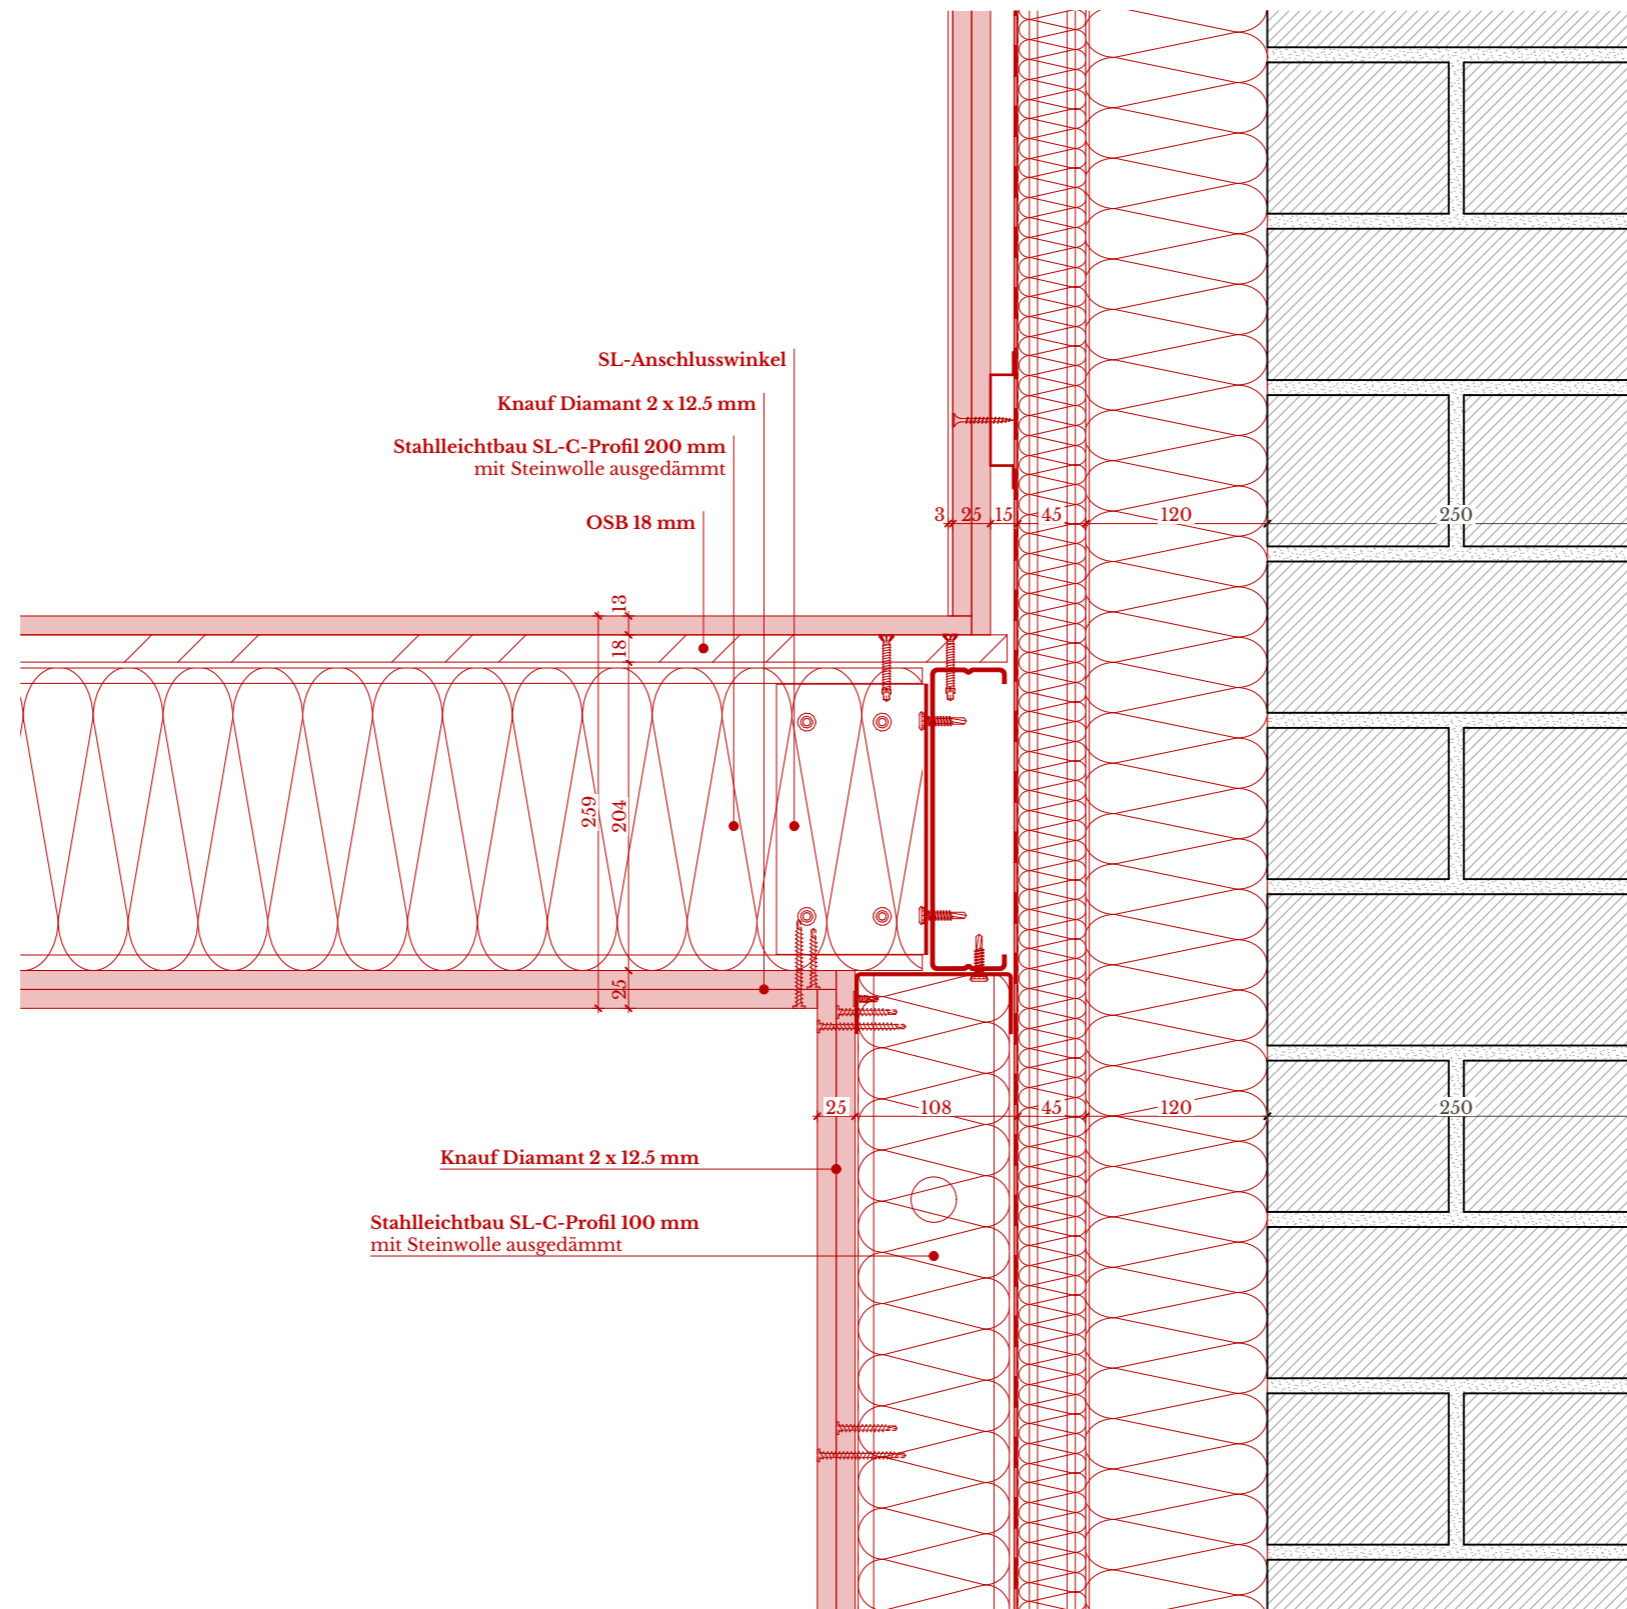 SL-Anschlusswinkel
Knauf Diamant 2 x 12.5 mm
Stahlleichtbau SL-C-Profil 200 mm
mit Steinwolle ausgedämmt
OSB 18 mm
3 25 15 45 120 250
13
18
259
204
25
25 108 45 120 250
Knauf Diamant 2 x 12.5 mm
Stahlleichtbau SL-C-Profil 100 mm
mit Steinwolle ausgedämmt